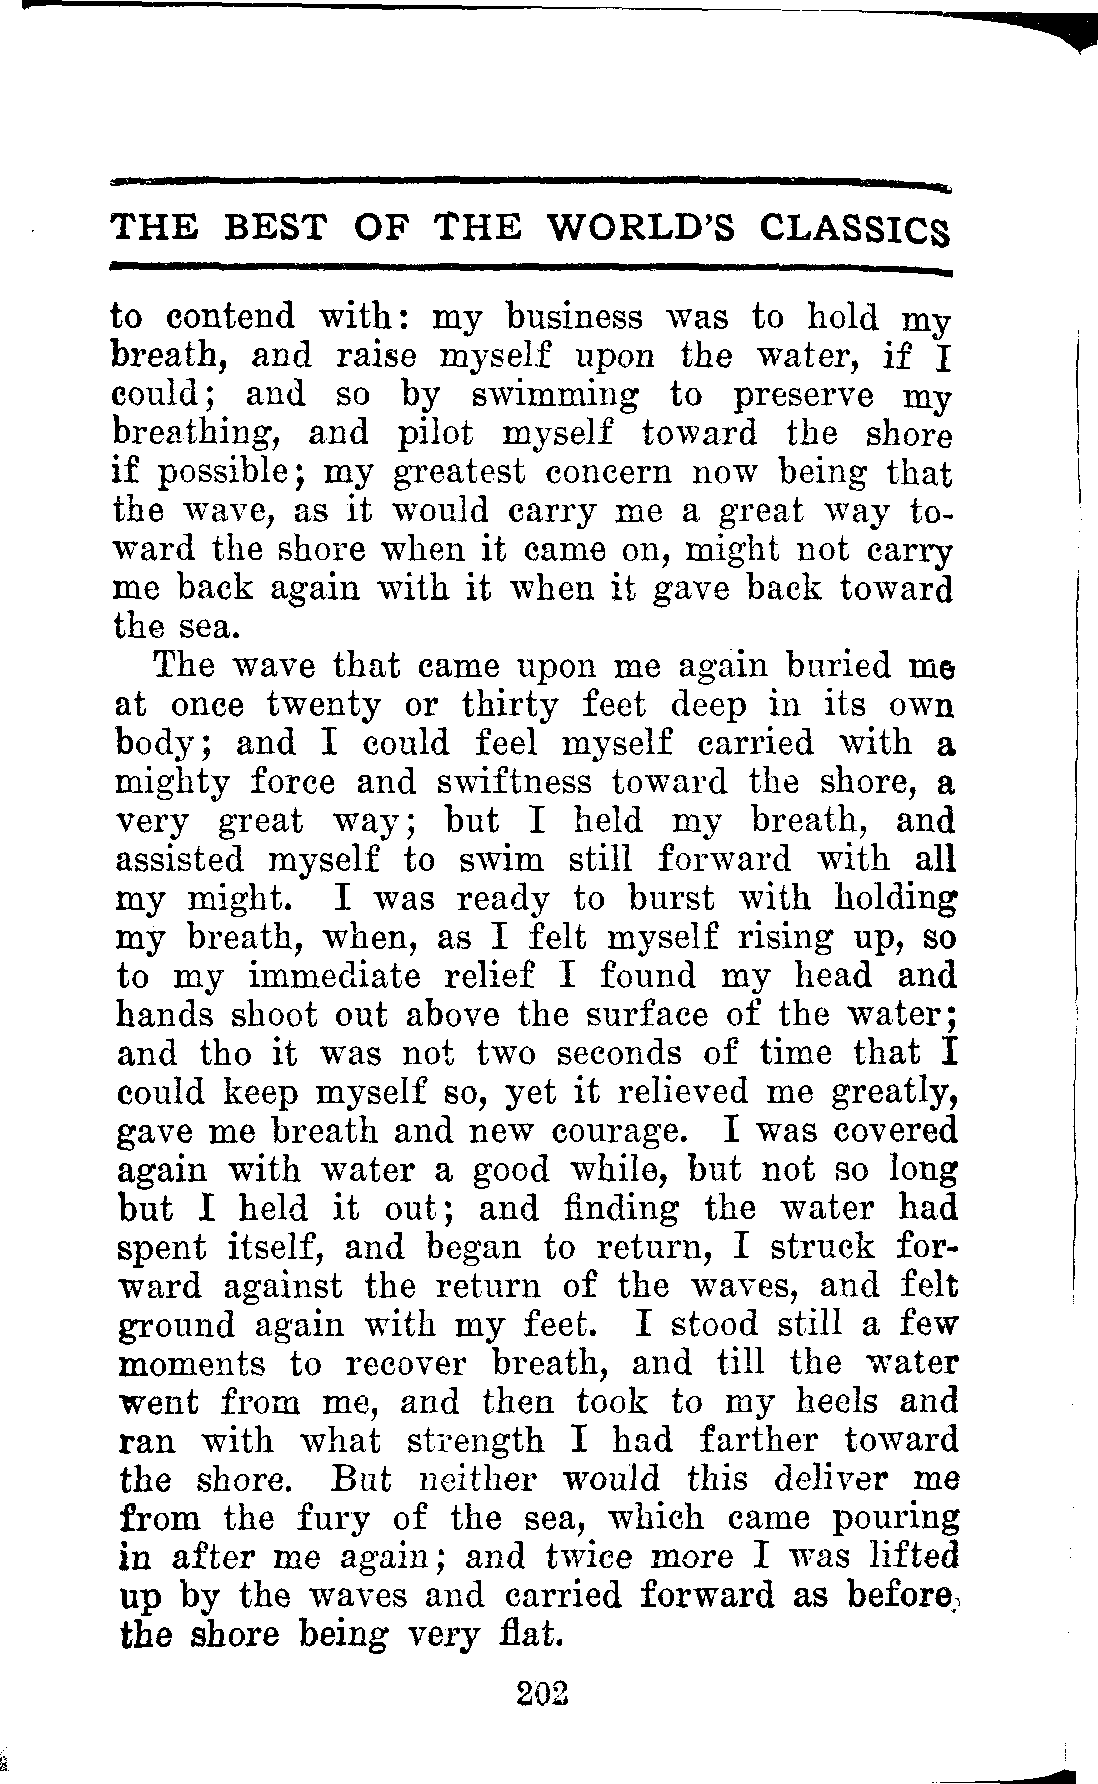 THE BEST OF THE WORLD'S CLASSICS
to contend with: my business was to hold my
breath, and raise myself upon the water, if I
could; and so by swimming to preserve my
breathing, and pilot myself toward the shore
if possible; my greatest concern now being that
the wave, as it would carry me a great way to-
ward the shore when it came on, might not carry
me back again with it when it gave back toward
the sea.
The wave that came upon me again buried me
at once twenty or thirty feet deep in its own
body; and I could feel myself carried with a
mighty force and swiftness toward the shore, a
very great way; but I held my breath, and
assisted myself to swim still forward with all
my might. I was ready to burst with holding
my breath, when, as I felt myself rising up, so
to my immediate relief I found my head and
hands shoot out above the surface of the water;
and tho it was not two seconds of time that I
could keep myself so, yet it relieved me greatly,
gave me breath and new courage. I was covered
again with water a good while, but not so long
but I held it out; and finding the water had
spent itself, and began to return, I struck for-
ward against the return of the waves, and felt
ground again with my feet. I stood still a few
moments to recover breath, and till the water
went from me, and then took to my heels and
ran with what strength I had farther toward
the shore. But neither would this deliver me
from the fury of the sea, which came pouring
in after me again; and twice more I was lifted
up by the waves and carried forward as before,
the shore being very flat.
202